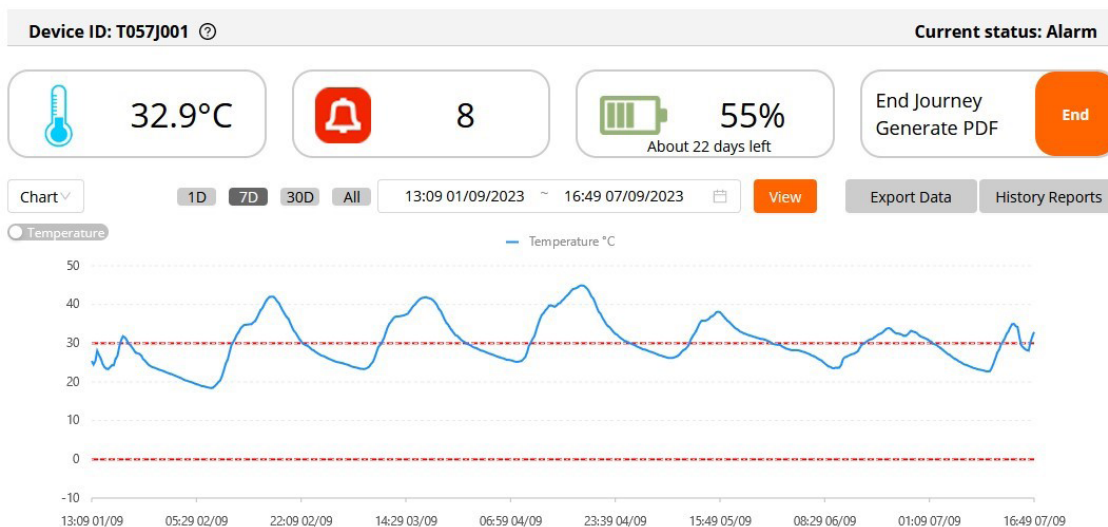 Device ID: T057J001 ?
Current status: Alarm
32.9°C
8
55%
About 22 days left
End Journey
Generate PDF
End
Chart
1D 7D 30D All
13:09 01/09/2023 ~ 16:49 07/09/2023
View
Export Data
History Reports
Temperature
Temperature °C
50
40
30
20
10
0
-10
13:09 01/09 05:29 02/09 22:09 02/09 14:29 03/09 06:59 04/09 23:39 04/09 15:49 05/09 08:29 06/09 01:09 07/09 16:49 07/09